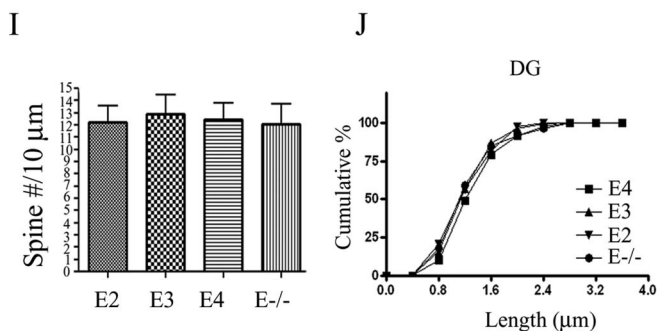 I
Spine #/10 μm
15
14
13
12
11
10
9
8
7
6
5
4
3
2
1
0
E2 E3 E4 E-/-
J
DG
Cumulative %
100
75
50
25
0
0.0 0.8 1.6 2.4 3.2 4.0
Length (μm)
E4
E3
E2
E-/-